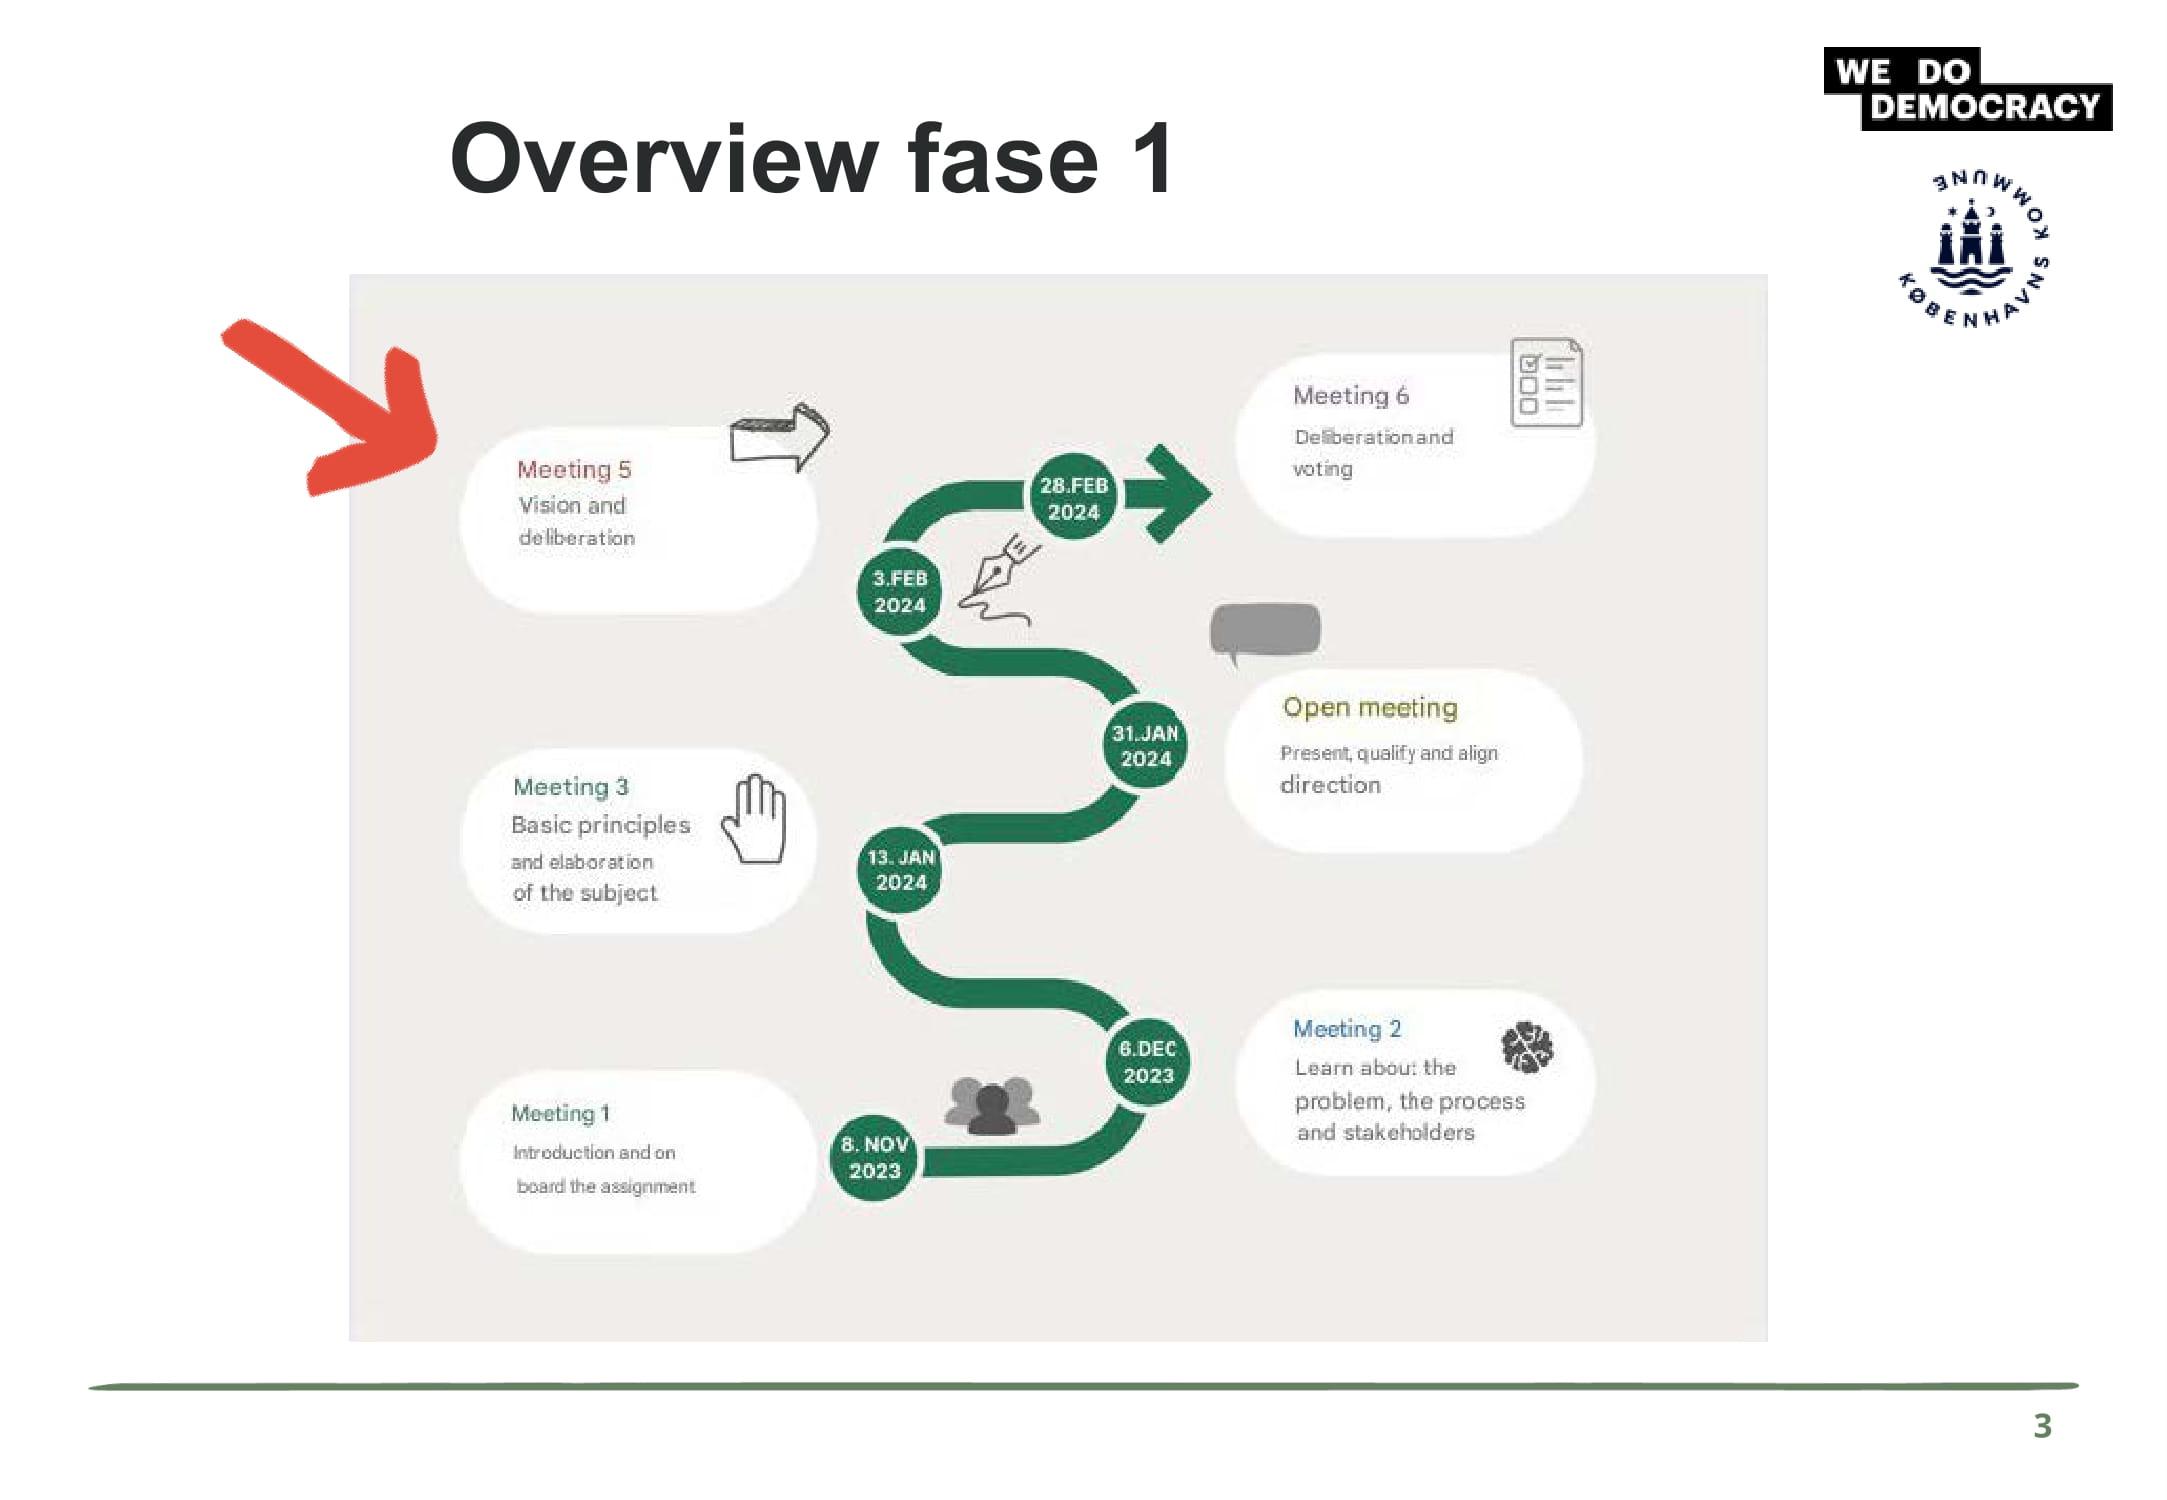 WE DO
DEMOCRACY
Overview fase 1
KØBENHAVNS KOMMUNE
Meeting 5
Vision and
deliberation
Meeting 6
Deliberation and
voting
28.FEB
2024
3.FEB
2024
31.JAN
2024
Open meeting
Present, qualify and align
direction
Meeting 3
Basic principles
and elaboration
of the subject
13. JAN
2024
Meeting 2
Learn about the
problem, the process
and stakeholders
6.DEC
2023
Meeting 1
Introduction and on
board the assignment
8. NOV
2023
3